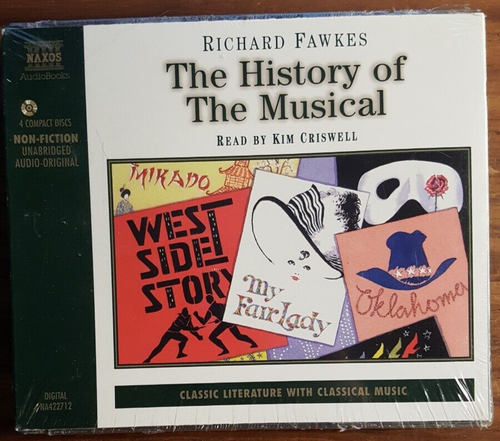 NAXOS
AudioBooks
4 COMPACT DISCS
NON-FICTION
UNABRIDGED
AUDIO-ORIGINAL
DIGITAL
NA422712
RICHARD FAWKES
The History of
The Musical
READ BY KIM CRISWELL
MIKADO
WEST
SIDE
STORY
My
Fair Lady
Oklahoma
CLASSIC LITERATURE WITH CLASSICAL MUSIC